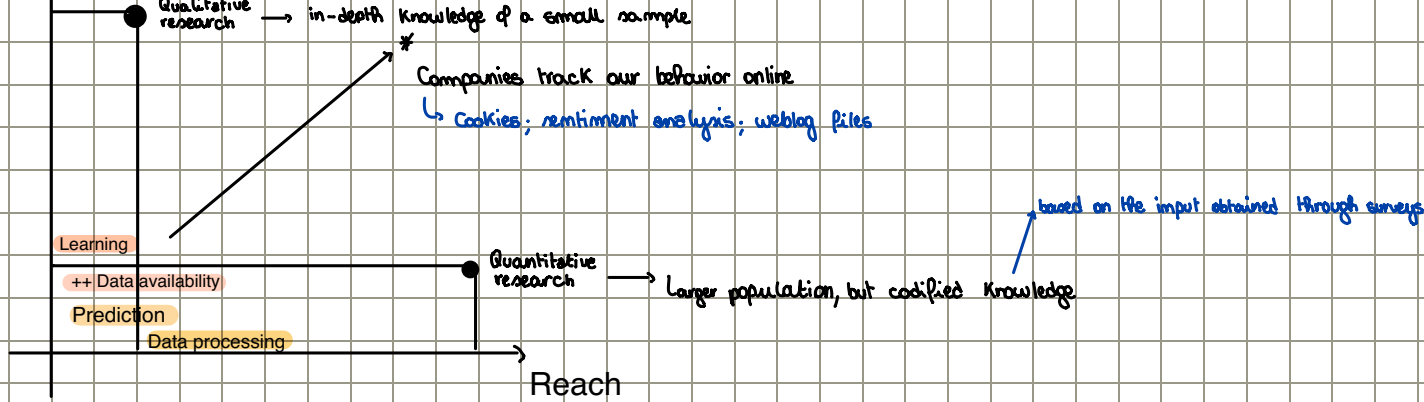 Qualitative
research → in-depth knowledge of a small sample
*
Companies track our behavior online
↳ Cookies; sentiment analysis; weblog files
based on the input obtained through surveys
Learning
++ Data availability
Prediction
Data processing
Quantitative
research → Larger population, but codified knowledge
Reach